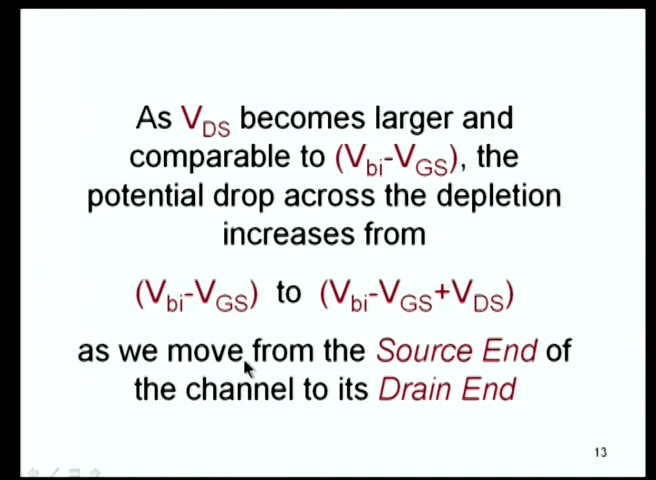 As V_DS becomes larger and
comparable to (V_bi-V_GS), the
potential drop across the depletion
increases from
(V_bi-V_GS) to (V_bi-V_GS+V_DS)
as we move from the Source End of
the channel to its Drain End
13